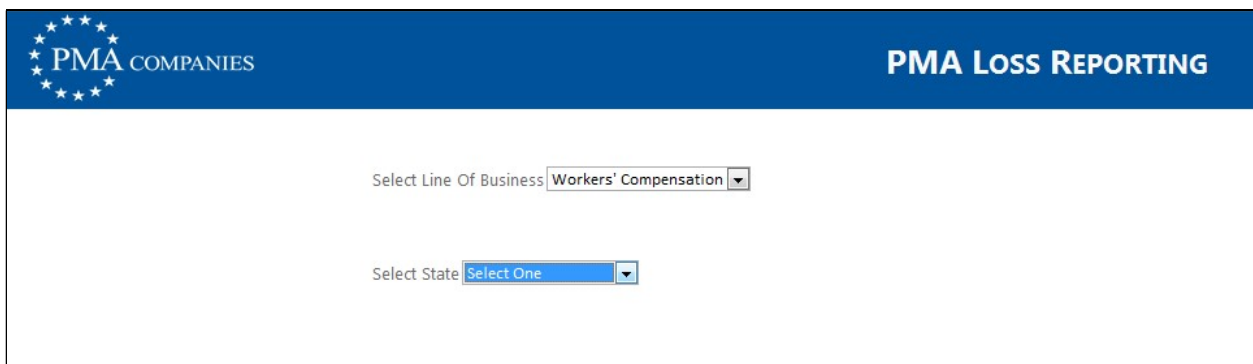 PMA COMPANIES
PMA LOSS REPORTING
Select Line Of Business Workers' Compensation
Select State Select One